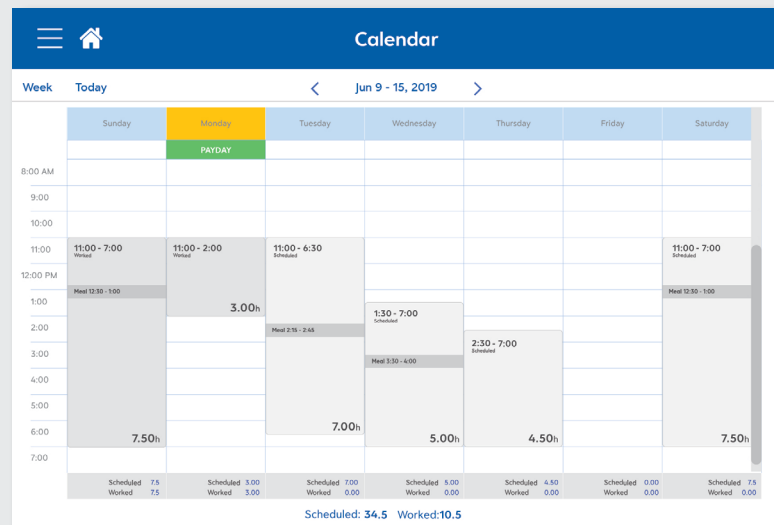 Calendar
Week Today Jun 9 - 15, 2019
Sunday Monday Tuesday Wednesday Thursday Friday Saturday
PAYDAY
8:00 AM
9:00
10:00
11:00
12:00 PM
1:00
2:00
3:00
4:00
5:00
6:00
7:00
11:00 - 7:00
Worked
Meal 12:30 - 1:00
7.50h
11:00 - 2:00
Worked
3.00h
11:00 - 6:30
Scheduled
Meal 2:15 - 2:45
7.00h
1:30 - 7:00
Scheduled
Meal 3:30 - 4:00
5.00h
2:30 - 7:00
Scheduled
4.50h
11:00 - 7:00
Scheduled
Meal 12:30 - 1:00
7.50h
Scheduled 7.5 Scheduled 3.00 Scheduled 7.00 Scheduled 5.00 Scheduled 4.50 Scheduled 0.00 Scheduled 7.5
Worked 7.5 Worked 3.00 Worked 0.00 Worked 0.00 Worked 0.00 Worked 0.00 Worked 0.00
Scheduled: 34.5 Worked:10.5